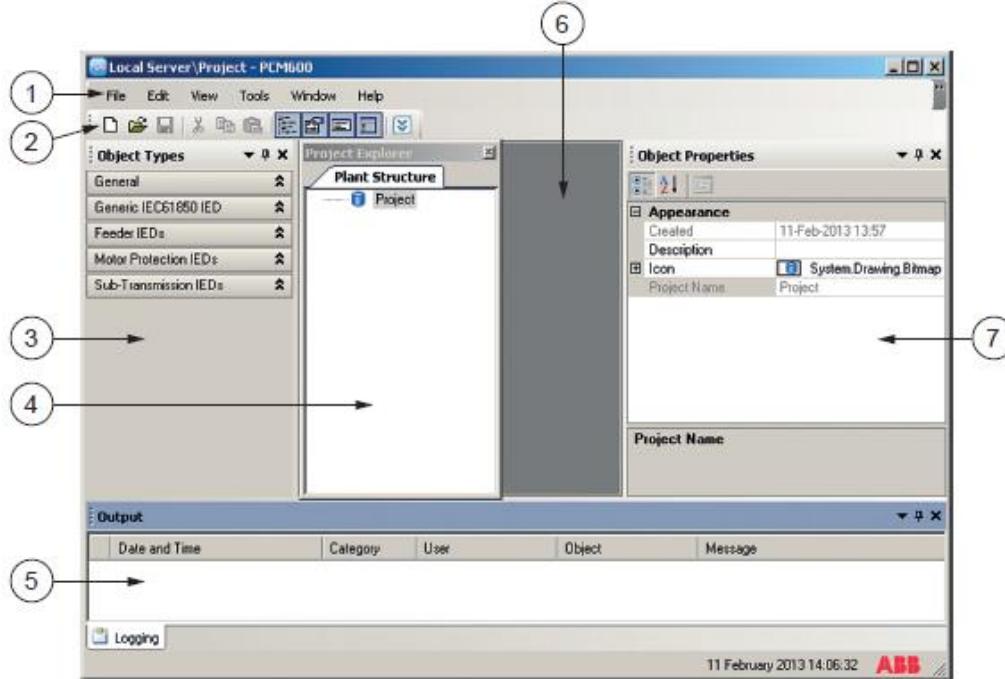 6
Local Server\Project - PCM600
1
File Edit View Tools Window Help
2
Object Types
Project Explorer
Object Properties
General
Plant Structure
Generic IEC61850 IED
Project
Appearance
Feeder IEDs
Created 11-Feb-2013 13:57
Description
Motor Protection IEDs
Icon System.Drawing.Bitmap
Sub-Transmission IEDs
Project Name Project
3
7
4
Project Name
Output
Date and Time Category User Object Message
5
Logging
11 February 2013 14:06:32 ABB